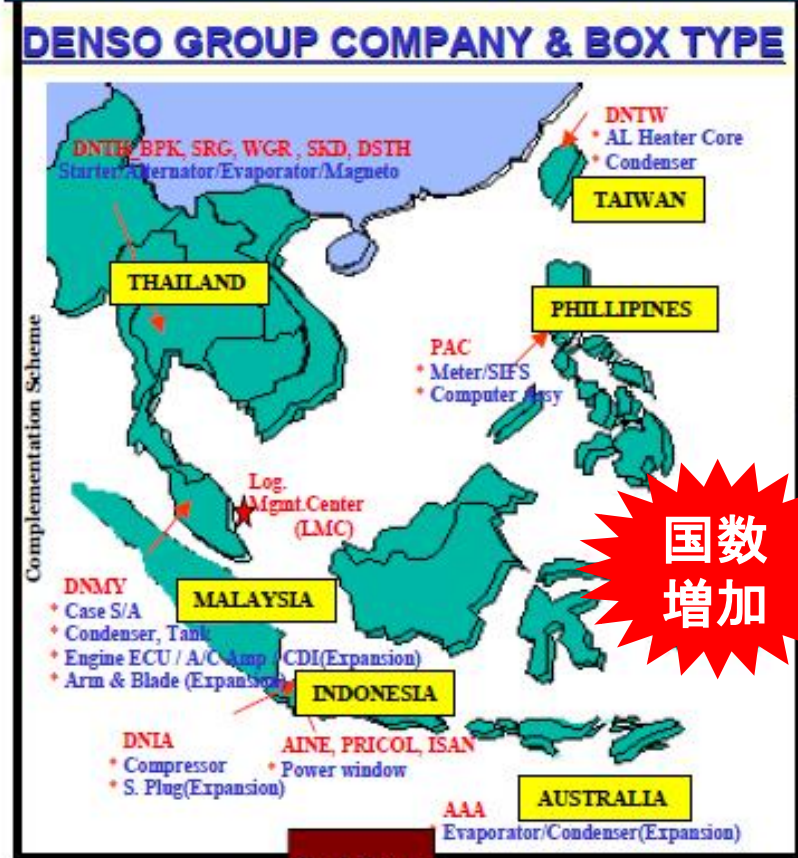 DENSO GROUP COMPANY & BOX TYPE
DNTH, BPK, SRG, WGR , SKD, DSTH
Starter/Alternator/Evaporator/Magneto
DNTW
* AL Heater Core
* Condenser
TAIWAN
THAILAND
PHILLIPINES
PAC
* Meter/SIFS
* Computer Assy
Complementation Scheme
Log.
Mgmt.Center
(LMC)
国数
増加
DNMY
* Case S/A
* Condenser, Tank
* Engine ECU / A/C Amp / CDI(Expansion)
* Arm & Blade (Expansion)
MALAYSIA
INDONESIA
DNIA
* Compressor
* S. Plug(Expansion)
AINE, PRICOL, ISAN
* Power window
AUSTRALIA
AAA
* Evaporator/Condenser(Expansion)